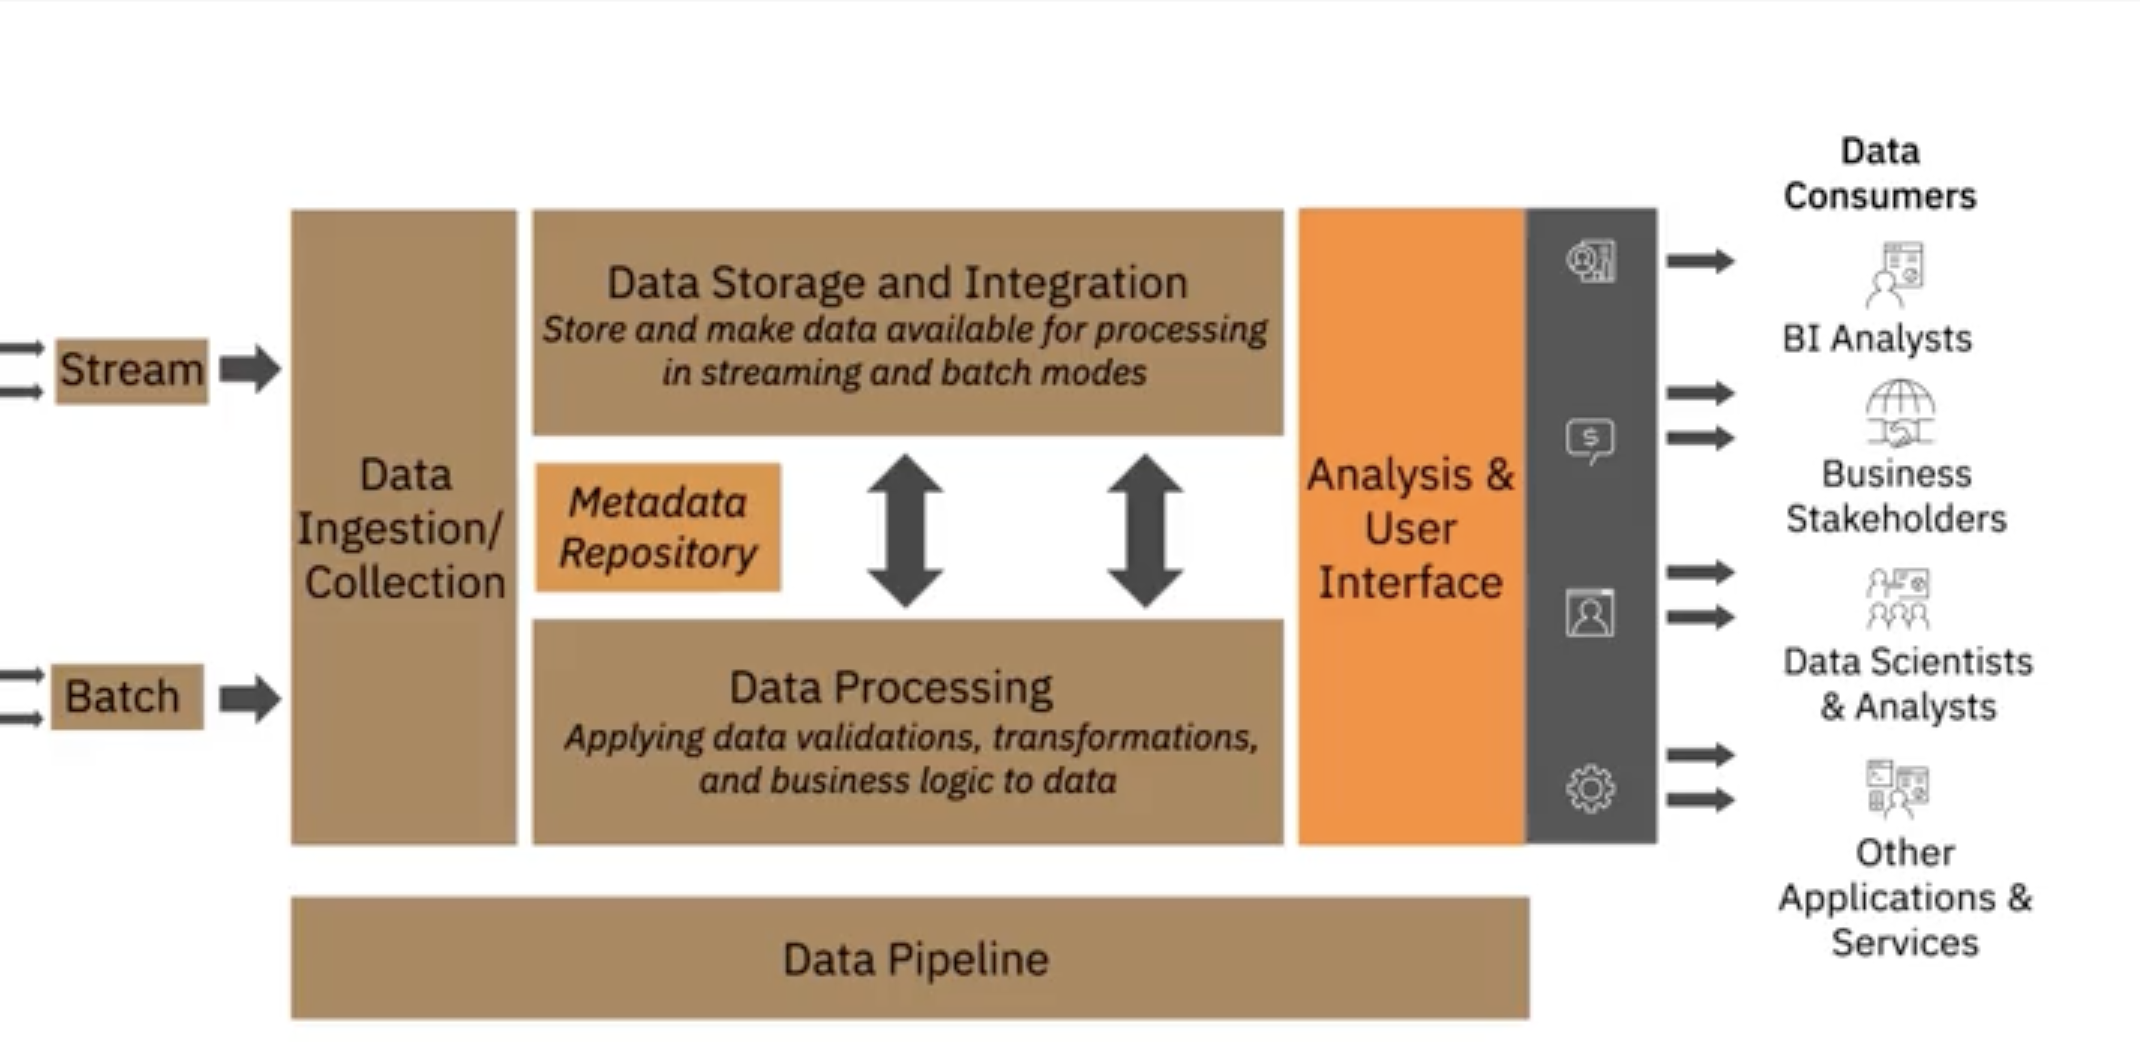 Stream
Batch
Data
Ingestion/
Collection
Data Storage and Integration
Store and make data available for processing
in streaming and batch modes
Metadata
Repository
Data Processing
Applying data validations, transformations,
and business logic to data
Analysis &
User
Interface
$
Data Pipeline
Data
Consumers
BI Analysts
Business
Stakeholders
Data Scientists
& Analysts
Other
Applications &
Services